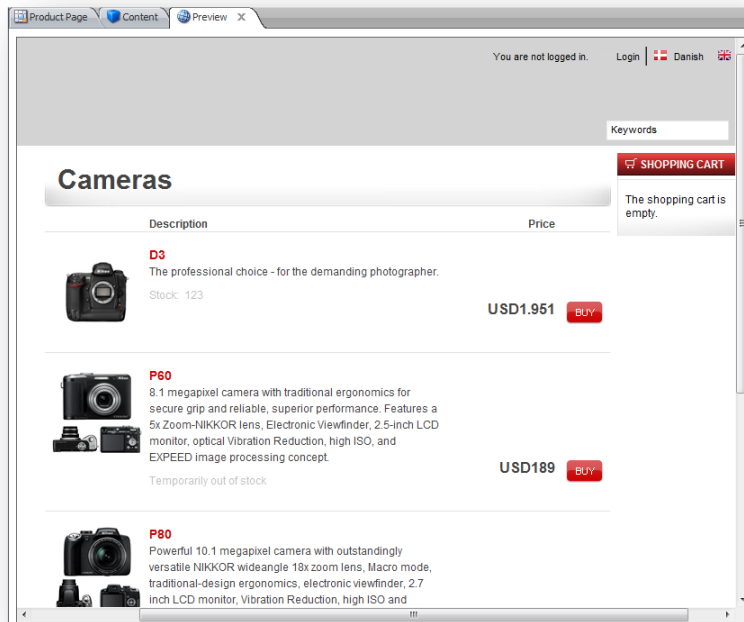 Product Page Content Preview X
You are not logged in. Login Danish
Keywords
Cameras
SHOPPING CART
The shopping cart is
empty.
Description Price
D3
The professional choice - for the demanding photographer.
Stock: 123
USD1.951 BUY
P60
8.1 megapixel camera with traditional ergonomics for
secure grip and reliable, superior performance. Features a
5x Zoom-NIKKOR lens, Electronic Viewfinder, 2.5-inch LCD
monitor, optical Vibration Reduction, high ISO, and
EXPEED image processing concept.
USD189 BUY
Temporarily out of stock
P80
Powerful 10.1 megapixel camera with outstandingly
versatile NIKKOR wideangle 18x zoom lens, Macro mode,
traditional-design ergonomics, electronic viewfinder, 2.7
inch LCD monitor, Vibration Reduction, high ISO and